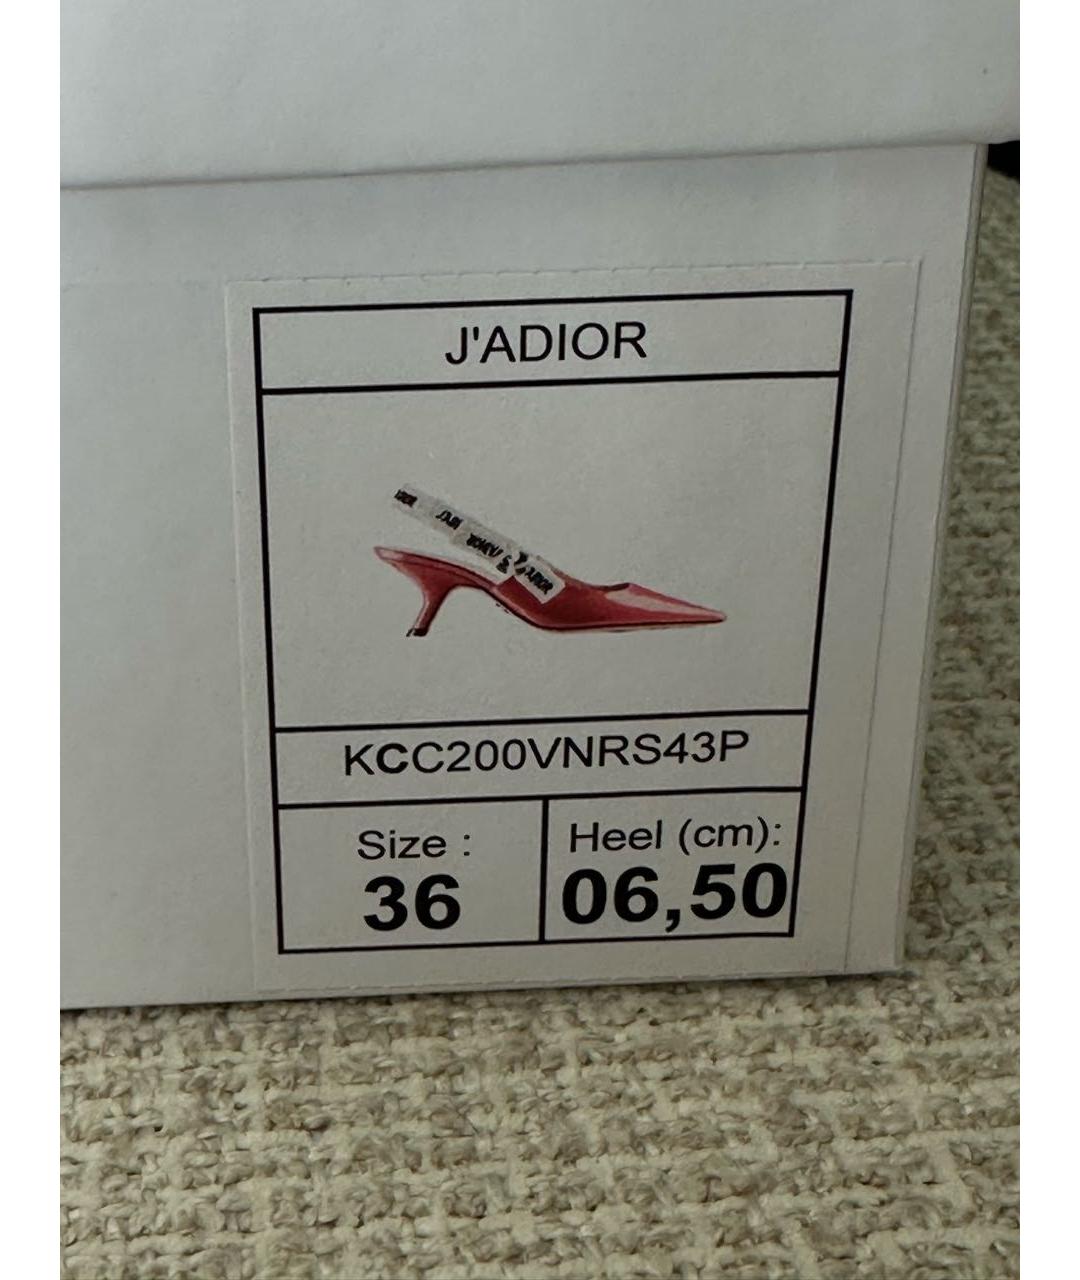 J'ADIOR
KCC200VNRS43P
Size :
36
Heel (cm):
06,50